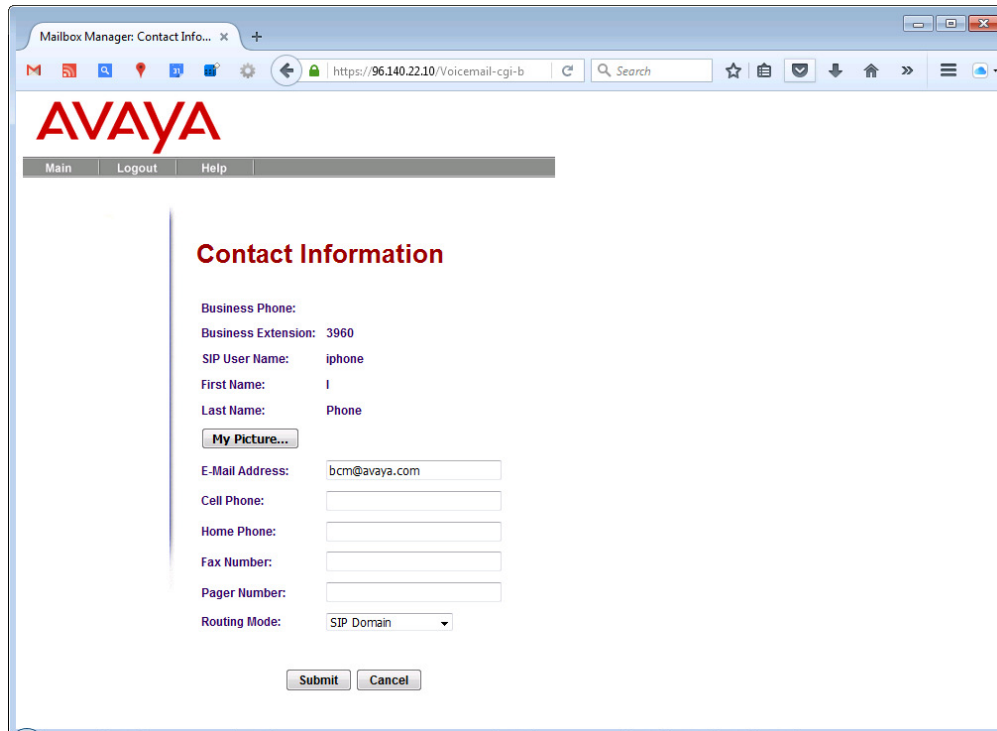 Mailbox Manager: Contact Info... × +
https://96.140.22.10/Voicemail-cgi-b
Search
AVAYA
Main Logout Help
Contact Information
Business Phone:
Business Extension: 3960
SIP User Name: iphone
First Name: I
Last Name: Phone
My Picture...
E-Mail Address: bcm@avaya.com
Cell Phone:
Home Phone:
Fax Number:
Pager Number:
Routing Mode: SIP Domain
Submit Cancel